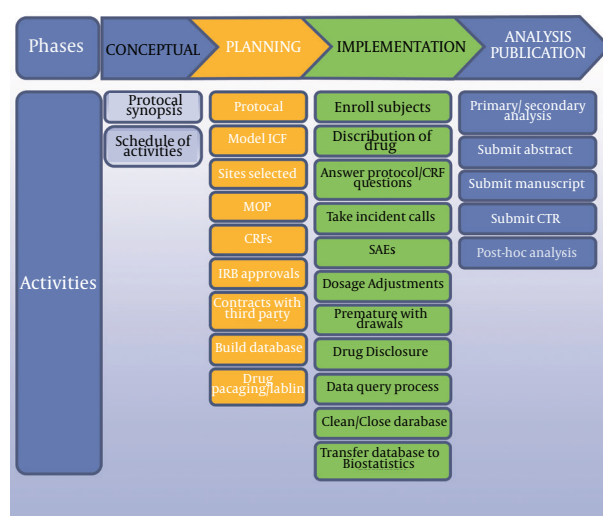 Phases
CONCEPTUAL
PLANNING
IMPLEMENTATION
ANALYSIS
PUBLICATION
Activities
Protocal
synopsis
Schedule of
activities
Protocal
Model ICF
Sites selected
MOP
CRFs
IRB approvals
Contracts with
third party
Build database
Drug
pacaging/lablin
Enroll subjects
Discribution of
drug
Answer protocol/CRF
questions
Take incident calls
SAEs
Dosage Adjustments
Premature with
drawals
Drug Disclosure
Data query process
Clean/Close darabase
Transfer database to
Biostatistics
Primary/secondary
analysis
Submit abstract
Submit manuscript
Submit CTR
Post-hoc analysis